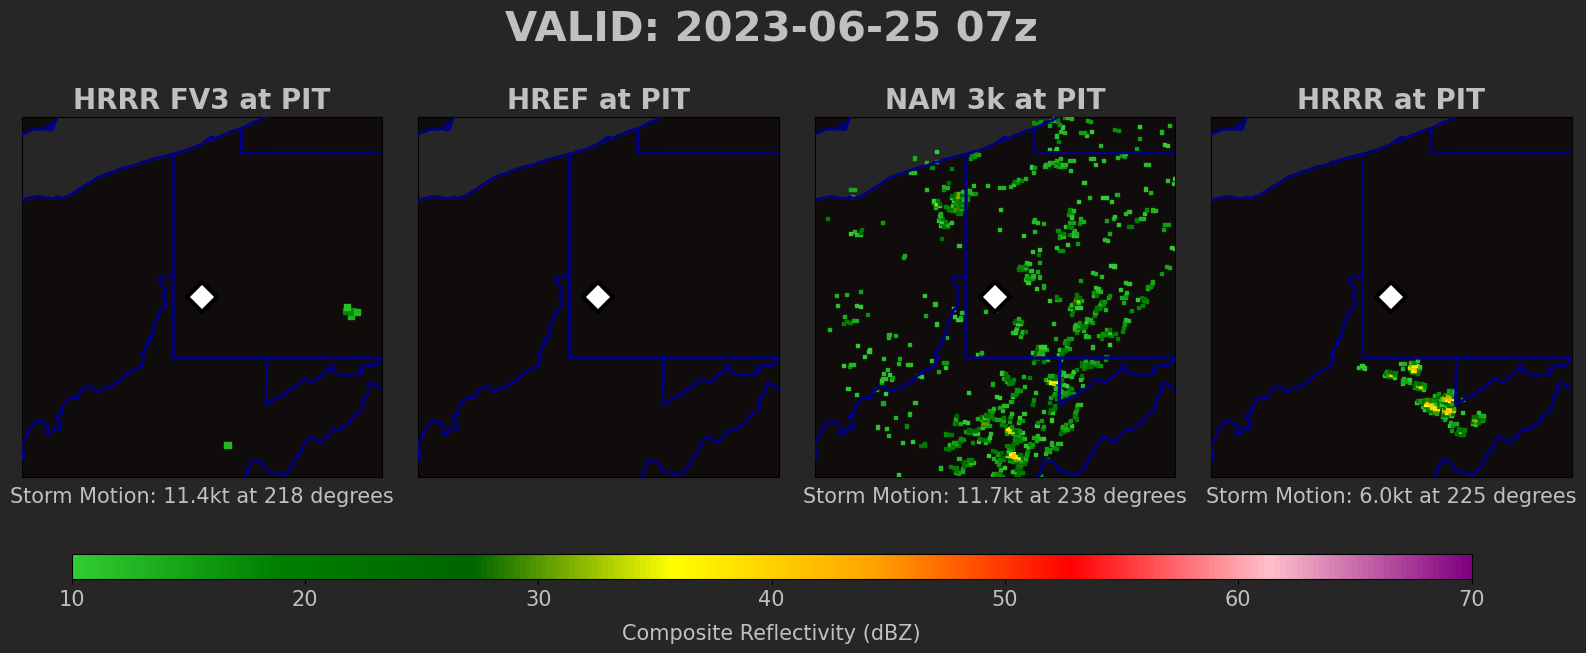 VALID: 2023-06-25 07z
HRRR FV3 at PIT
HREF at PIT
NAM 3k at PIT
HRRR at PIT
Storm Motion: 11.4kt at 218 degrees
Storm Motion: 11.7kt at 238 degrees
Storm Motion: 6.0kt at 225 degrees
10 20 30 40 50 60 70
Composite Reflectivity (dBZ)